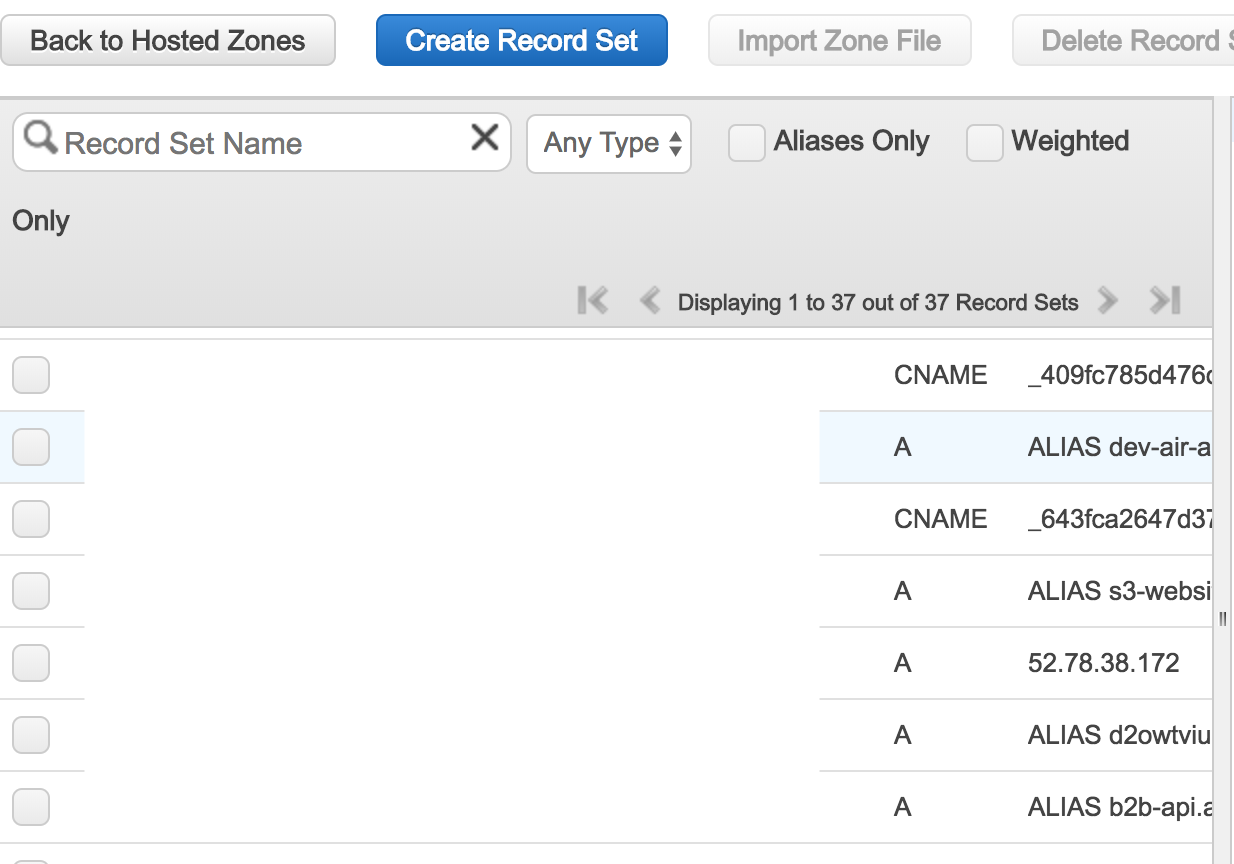 Back to Hosted Zones Create Record Set Import Zone File Delete Record
Record Set Name Any Type Aliases Only Weighted
Only
Displaying 1 to 37 out of 37 Record Sets
CNAME _409fc785d476
A ALIAS dev-air-a
CNAME _643fca2647d37
A ALIAS s3-websi
A 52.78.38.172
A ALIAS d2owtviu
A ALIAS b2b-api.a